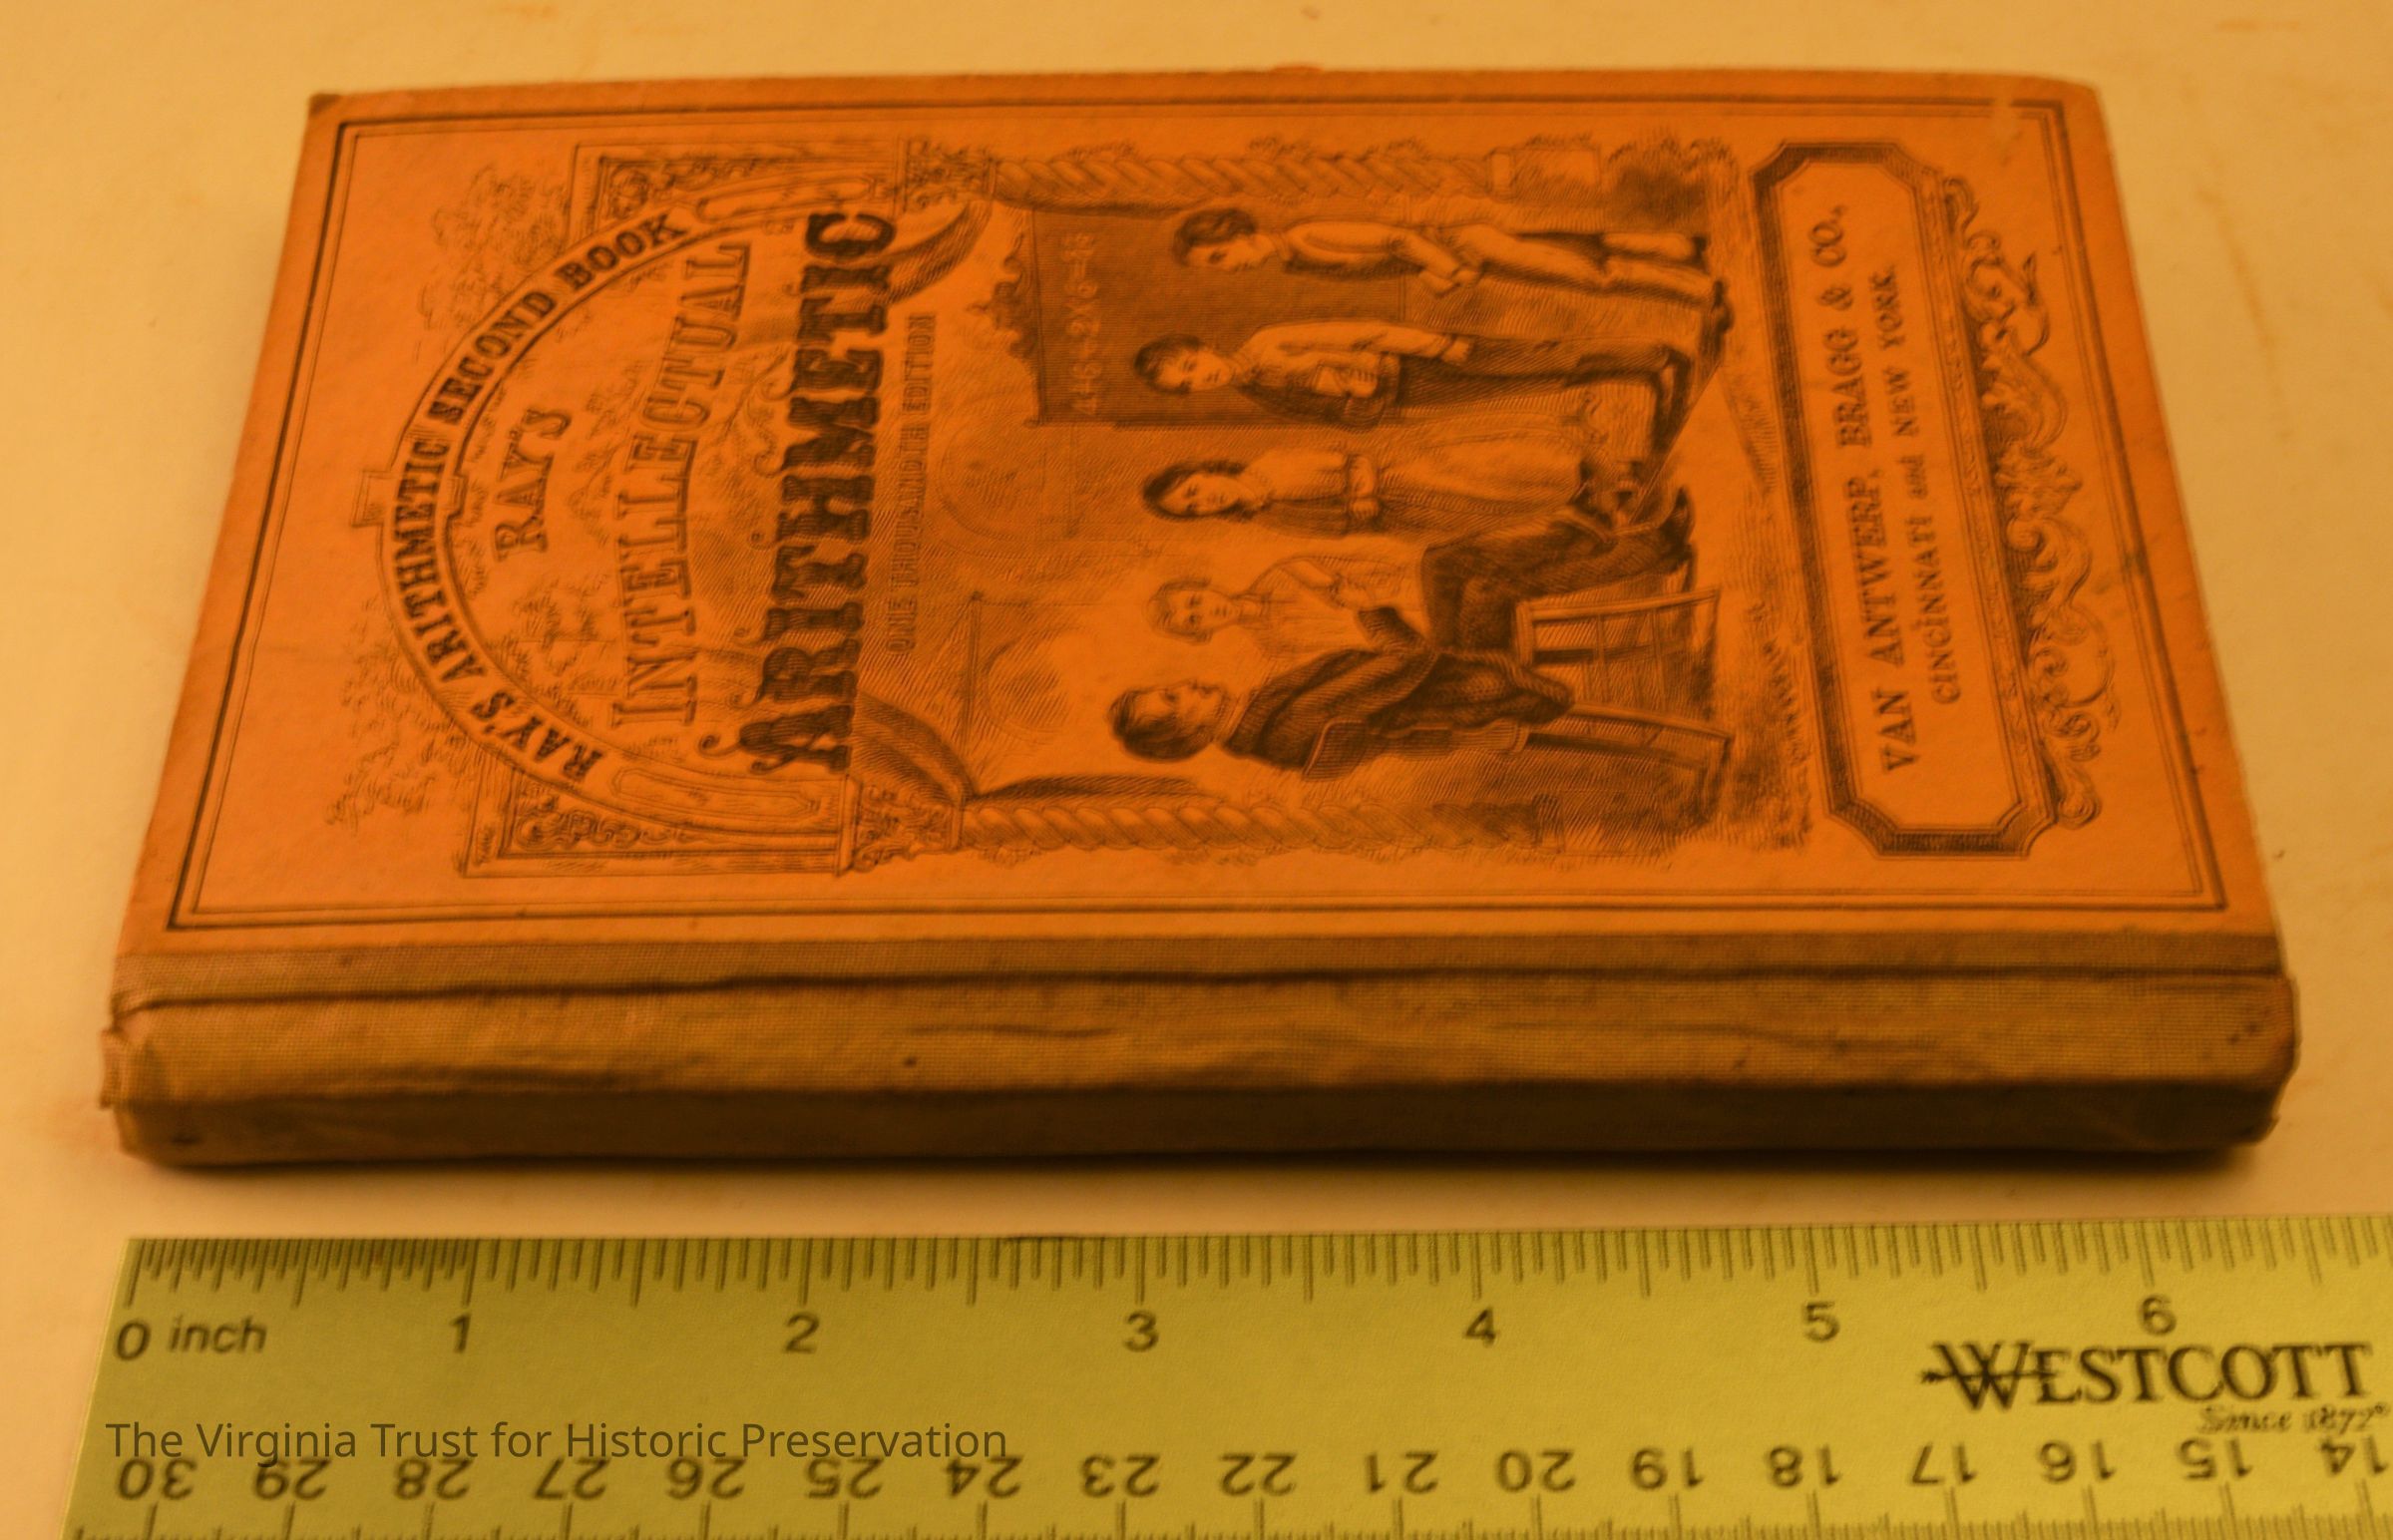 RAY'S ARITHMETIC SECOND BOOK
RAY'S
INTELLECTUAL
ARITHMETIC
ONE THOUSANDTH EDITION
VAN ANTWERP, BRAGG & CO.,
CINCINNATI and NEW YORK
0 inch 1 2 3 4 5 6
WESTCOTT
Since 1872®
The Virginia Trust for Historic Preservation
30 29 28 27 26 25 24 23 22 21 20 19 18 17 16 15 14